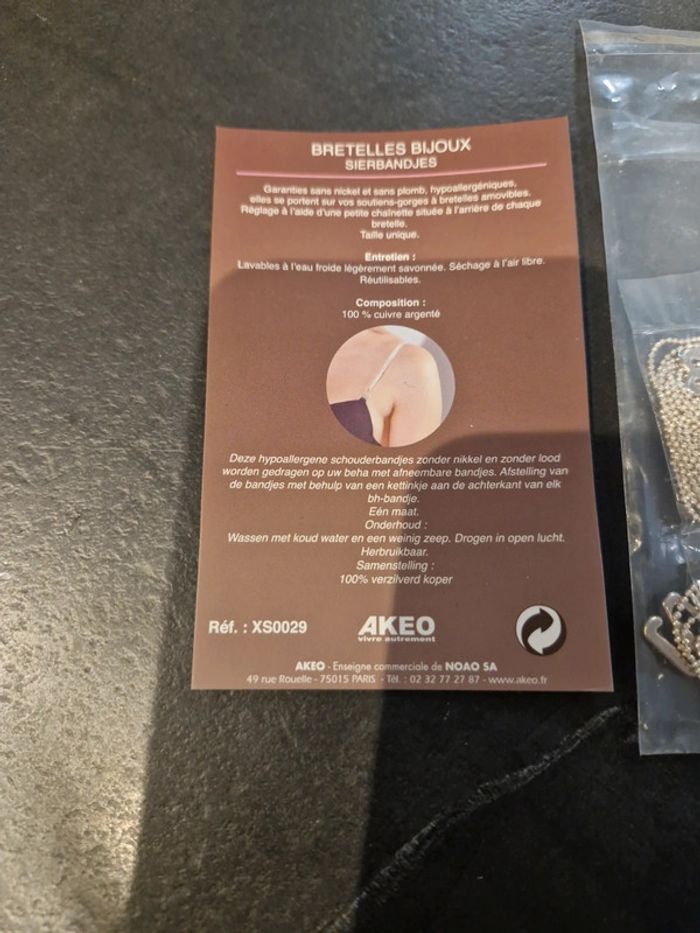 BRETELLES BIJOUX
SIERBANDJES
Garanties sans nickel et sans plomb, hypoallergéniques,
elles se portent sur vos soutiens-gorges à bretelles amovibles.
Réglage à l'aide d'une petite chaînette située à l'arrière de chaque
bretelle.
Taille unique.
Entretien :
Lavables à l'eau froide légèrement savonnée. Séchage à l'air libre.
Réutilisables.
Composition :
100 % cuivre argenté
Deze hypoallergene schouderbandjes zonder nikkel en zonder lood
worden gedragen op uw beha met afneembare bandjes. Afstelling van
de bandjes met behulp van een kettinkje aan de achterkant van elk
bh-bandje.
Eén maat.
Onderhoud :
Wassen met koud water en een weinig zeep. Drogen in open lucht.
Herbruikbaar.
Samenstelling :
100% verzilverd koper
Réf. : XS0029
AKEO
vivre autrement
AKEO - Enseigne commerciale de NOAO SA
49 rue Rouelle - 75015 PARIS - Tél. : 02 32 77 27 87 - www.akeo.fr